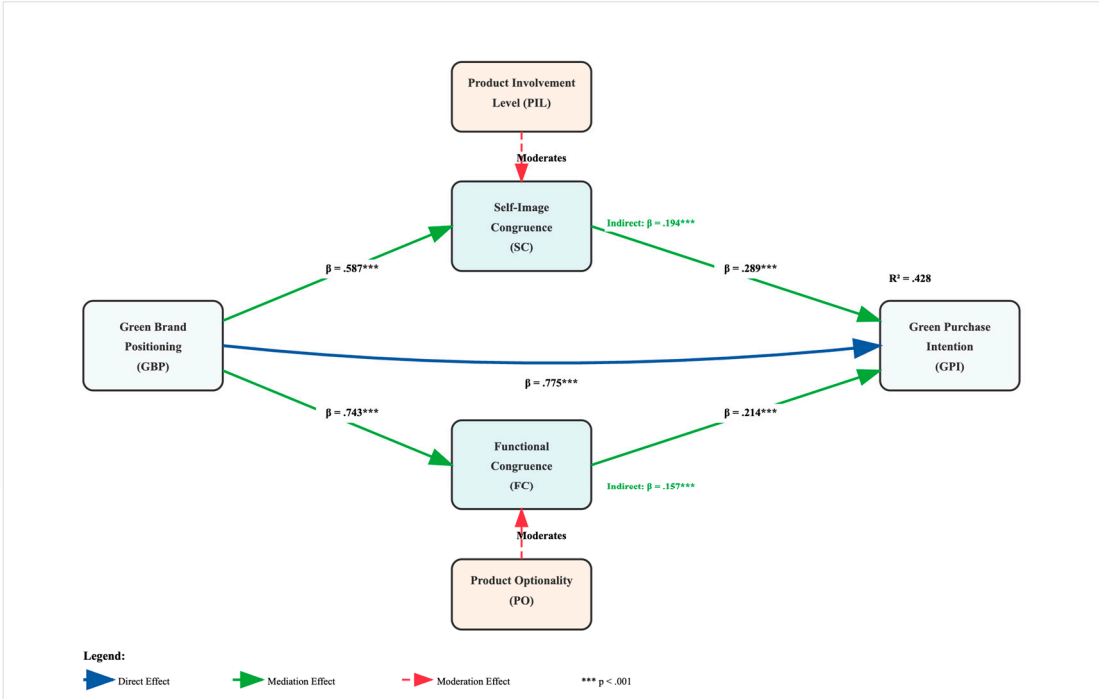 Product Involvement
Level (PIL)
Moderates
Self-Image
Congruence
(SC)
Indirect: β = .194***
β = .587***
β = .289***
R² = .428
Green Brand
Positioning
(GBP)
Green Purchase
Intention
(GPI)
β = .775***
β = .743***
β = .214***
Functional
Congruence
(FC)
Indirect: β = .157***
Moderates
Product Optionality
(PO)
Legend:
Direct Effect
Mediation Effect
Moderation Effect
*** p < .001